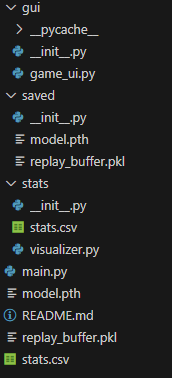 gui
__pycache__
__init__.py
game_ui.py
saved
__init__.py
model.pth
replay_buffer.pkl
stats
__init__.py
stats.csv
visualizer.py
main.py
model.pth
README.md
replay_buffer.pkl
stats.csv